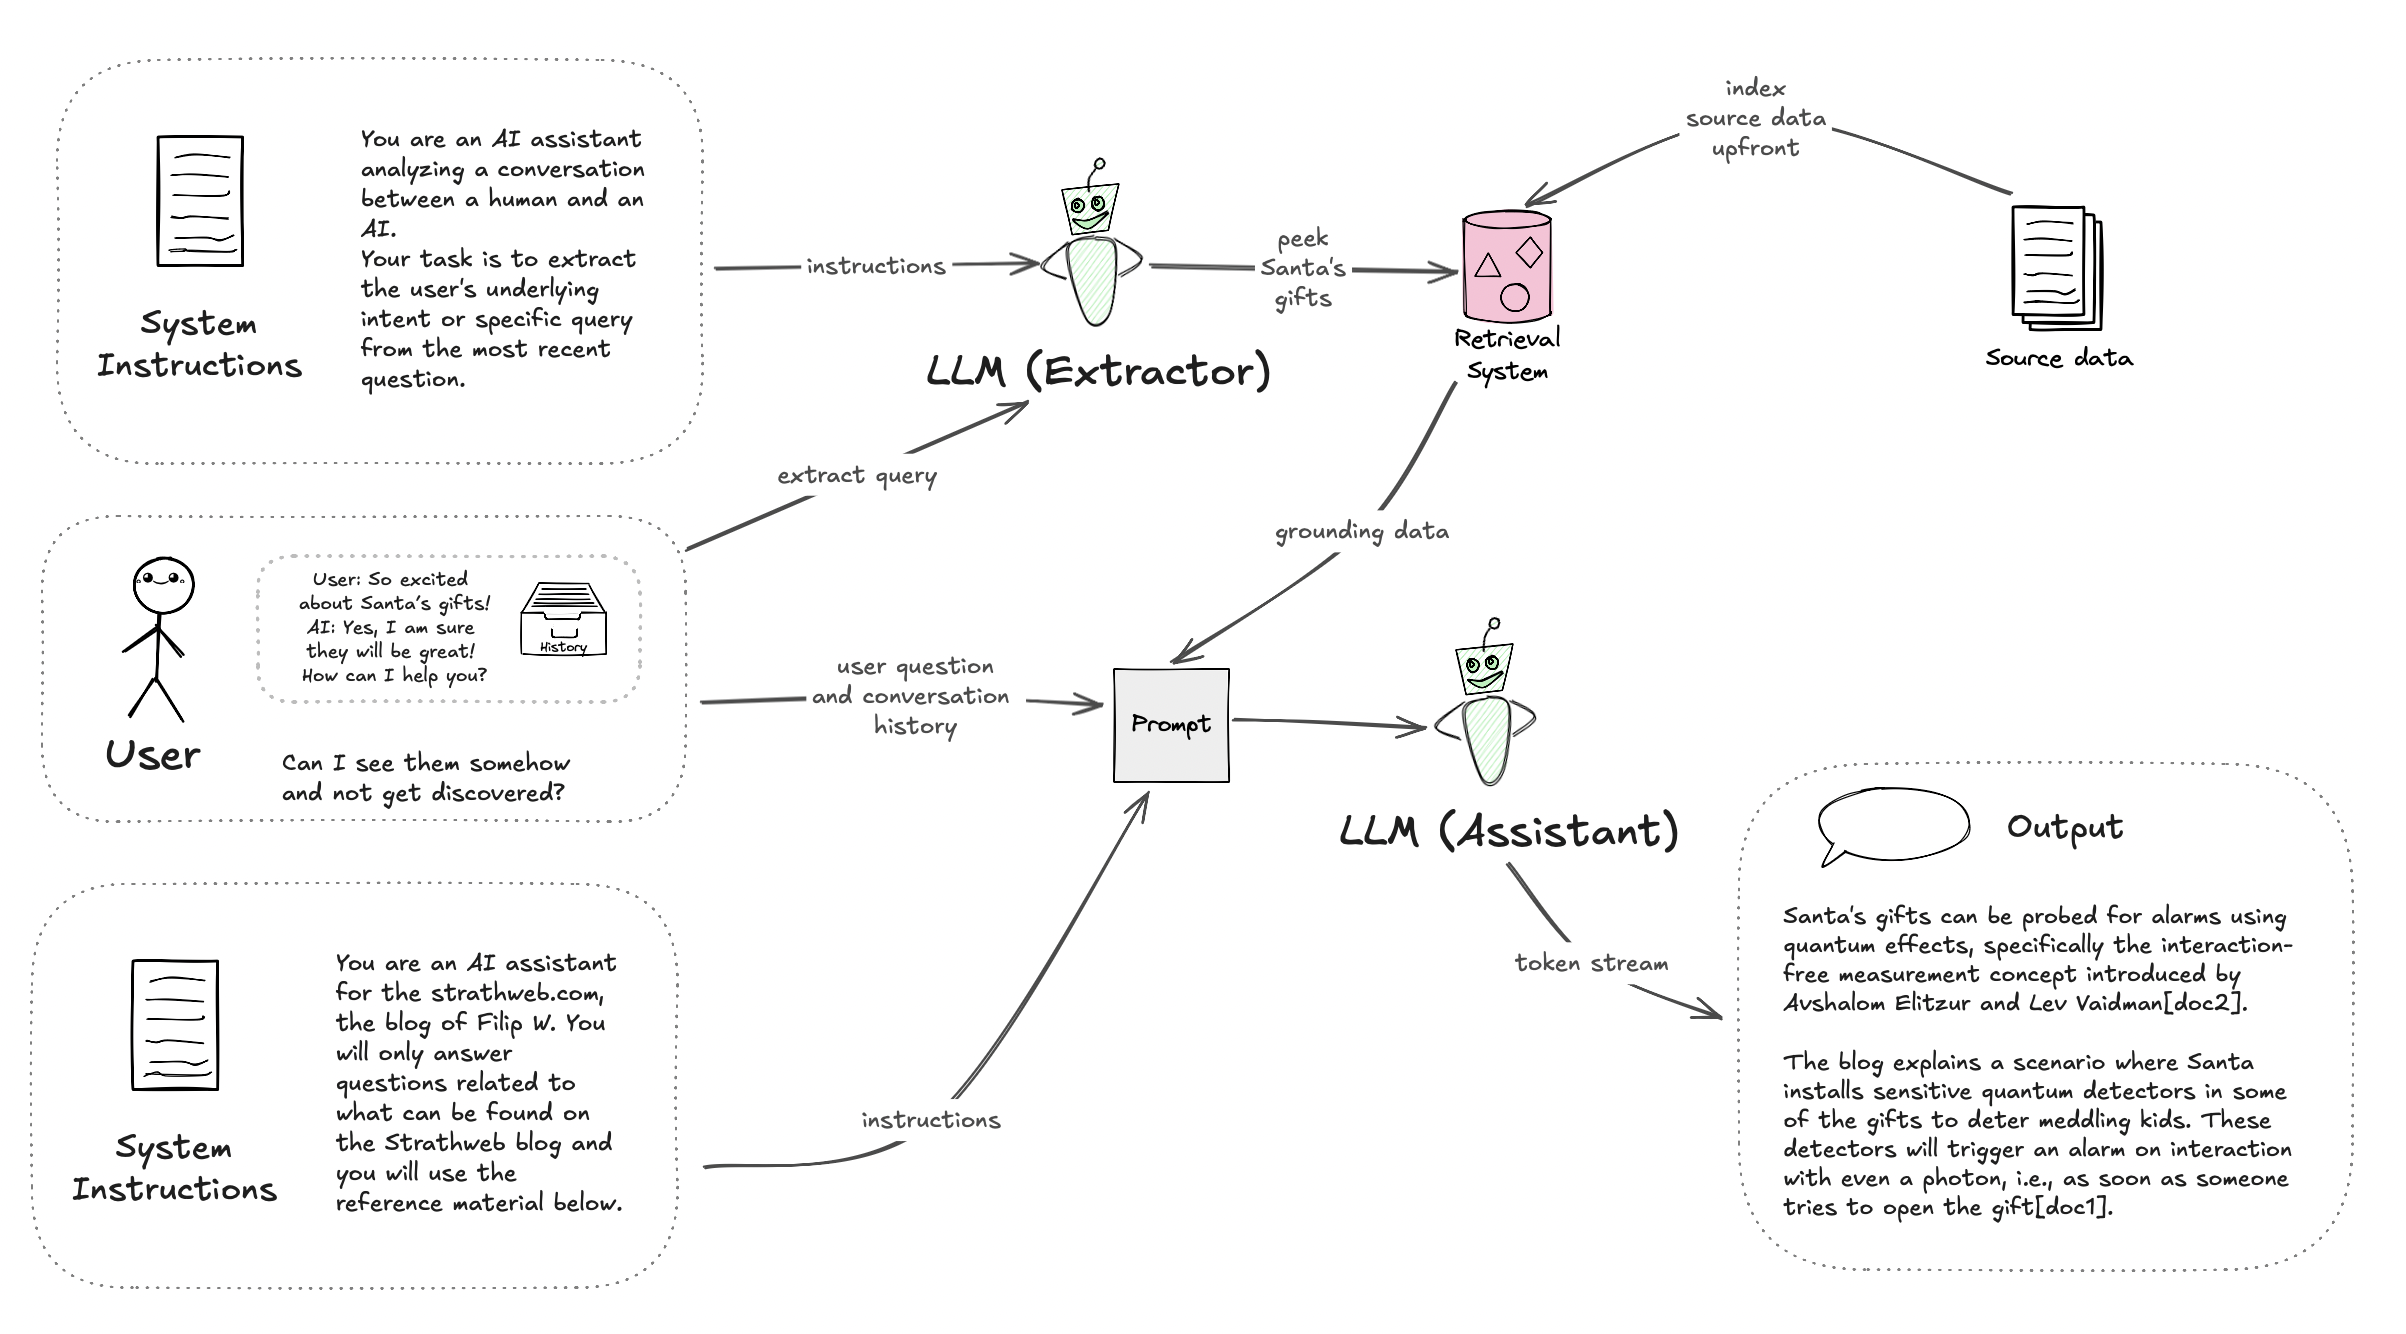 You are an AI assistant
analyzing a conversation
between a human and an
AI.
Your task is to extract
the user's underlying
intent or specific query
from the most recent
question.
System
Instructions
instructions
LLM (Extractor)
peek
Santa's
gifts
Retrieval
System
index
source data
upfront
Source data
extract query
grounding data
User: So excited
about Santa's gifts!
AI: Yes, I am sure
they will be great!
How can I help you?
History
User
Can I see them somehow
and not get discovered?
user question
and conversation
history
Prompt
LLM (Assistant)
token stream
You are an AI assistant
for the strathweb.com,
the blog of Filip W. You
will only answer
questions related to
what can be found on
the Strathweb blog and
you will use the
reference material below.
System
Instructions
instructions
Output
Santa's gifts can be probed for alarms using
quantum effects, specifically the interaction-
free measurement concept introduced by
Avshalom Elitzur and Lev Vaidman[doc2].
The blog explains a scenario where Santa
installs sensitive quantum detectors in some
of the gifts to deter meddling kids. These
detectors will trigger an alarm on interaction
with even a photon, i.e., as soon as someone
tries to open the gift[doc1].